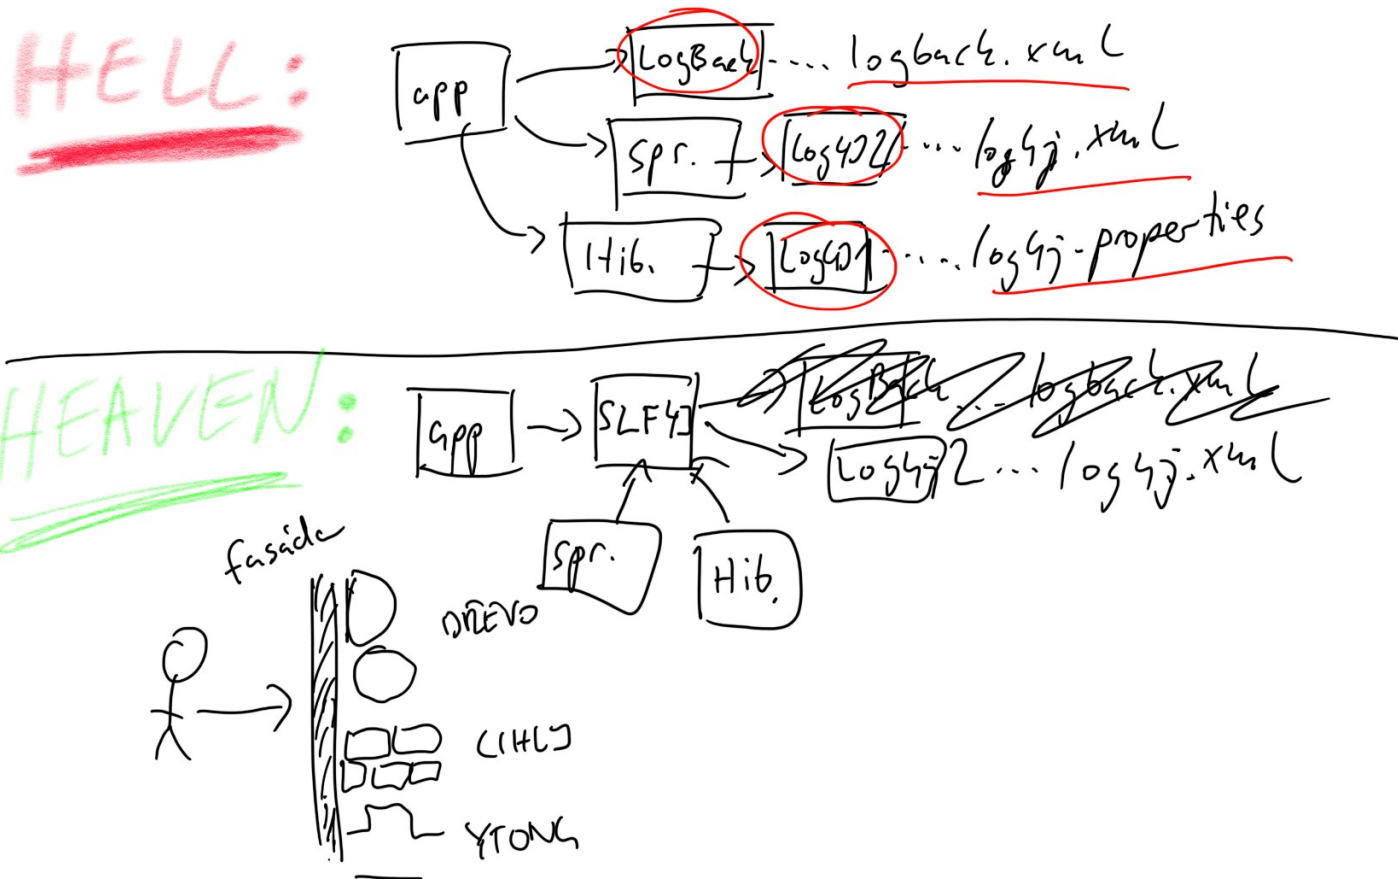 HELL:
app
LogBack .... logback.xml
Spr. Log4J2 ... log4j.xml
Hib. Log4J1 .... log4j.properties
HEAVEN:
app SLF4J LogBack ... logback.xml
Log4j2 ... log4j.xml
fasáda
Spr. Hib.
DŘEVO
CIHLY
YTONG